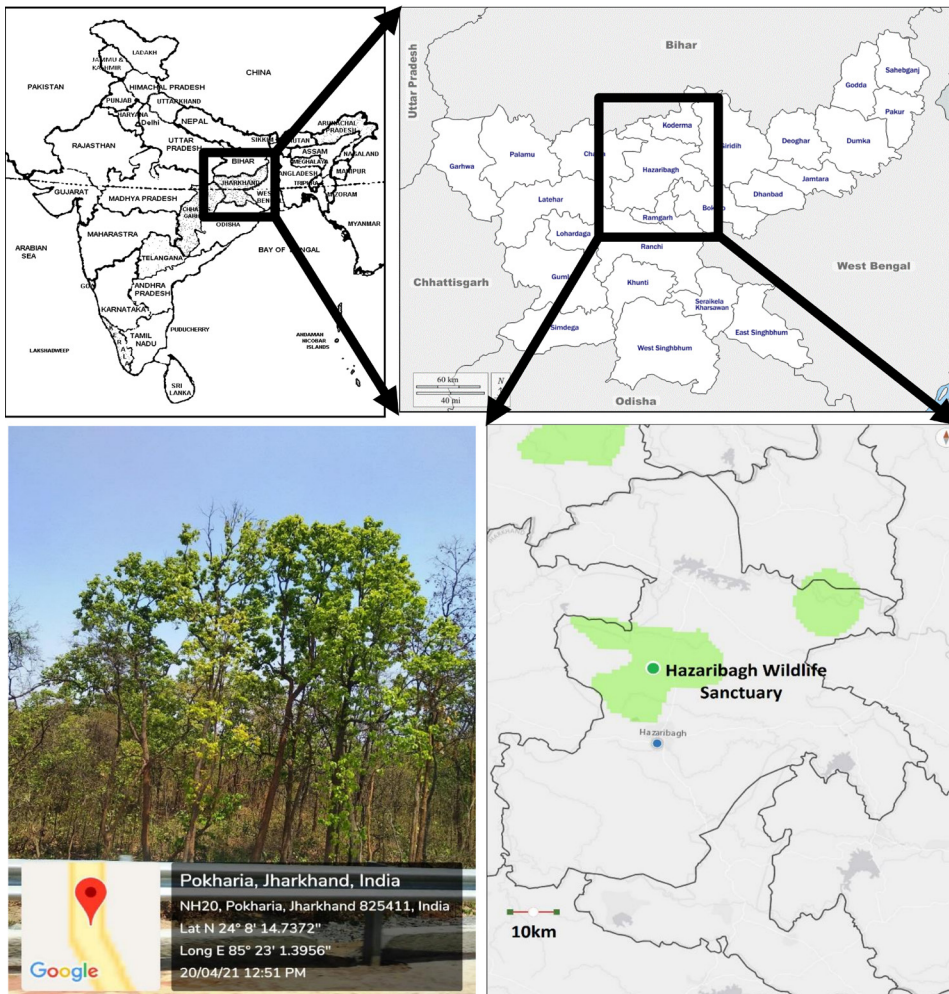 LADAKH
JAMMU &
KASHMIR
CHINA
PAKISTAN
HIMACHAL PRADESH
PUNJAB
UTTARKHAND
HARYANA
Delhi
NEPAL
ARUNACHAL
PRADESH
SIKKIM
BHUTAN
RAJASTHAN
UTTAR
PRADESH
ASSAM
NAGALAND
BIHAR
MEGHALAYA
BANGLADESH
MANIPUR
JHARKHAND
TRIPURA
GUJARAT
MADHYA PRADESH
WEST
BENGAL
MIZORAM
ODISHA
MYANMAR
MAHARASTRA
ARABIAN
SEA
BAY OF BENGAL
TELANGANA
GOA
ANDHRA
PRADESH
KARNATAKA
TAMIL
NADU
PUDUCHERRY
ANDAMAN
NICOBAR
ISLANDS
LAKSHADWEEP
SRI
LANKA
Bihar
Uttar Pradesh
Sahebganj
Godda
Pakur
Koderma
Giridih
Deoghar
Dumka
Garhwa
Palamu
Hazaribagh
Jamtara
Latehar
Dhanbad
Ramgarh
Lohardaga
Ranchi
West Bengal
Chhattisgarh
Gumla
Khunti
Seraikela
Kharsawan
Simdega
East Singhbhum
West Singhbhum
60 km
40 mi
N
Odisha
Hazaribagh Wildlife
Sanctuary
Hazaribagh
10km
Pokharia, Jharkhand, India
NH20, Pokharia, Jharkhand 825411, India
Lat N 24° 8' 14.7372"
Long E 85° 23' 1.3956"
20/04/21 12:51 PM
Google